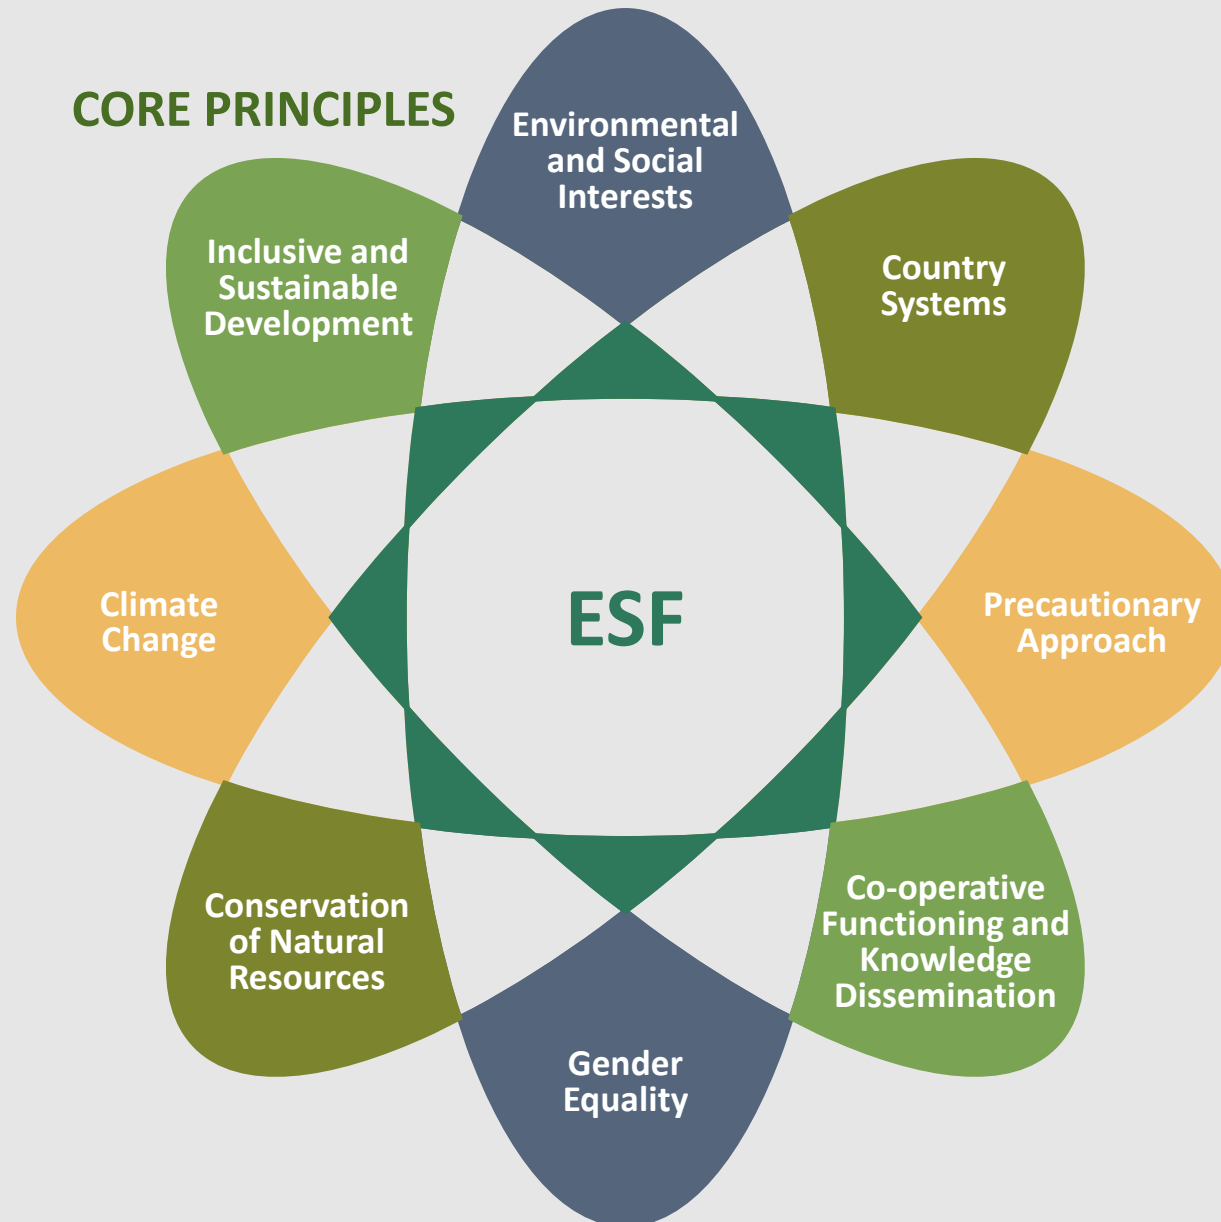 CORE PRINCIPLES
Environmental
and Social
Interests
Country
Systems
Precautionary
Approach
Co-operative
Functioning and
Knowledge
Dissemination
Gender
Equality
Conservation
of Natural
Resources
Climate
Change
Inclusive and
Sustainable
Development
ESF